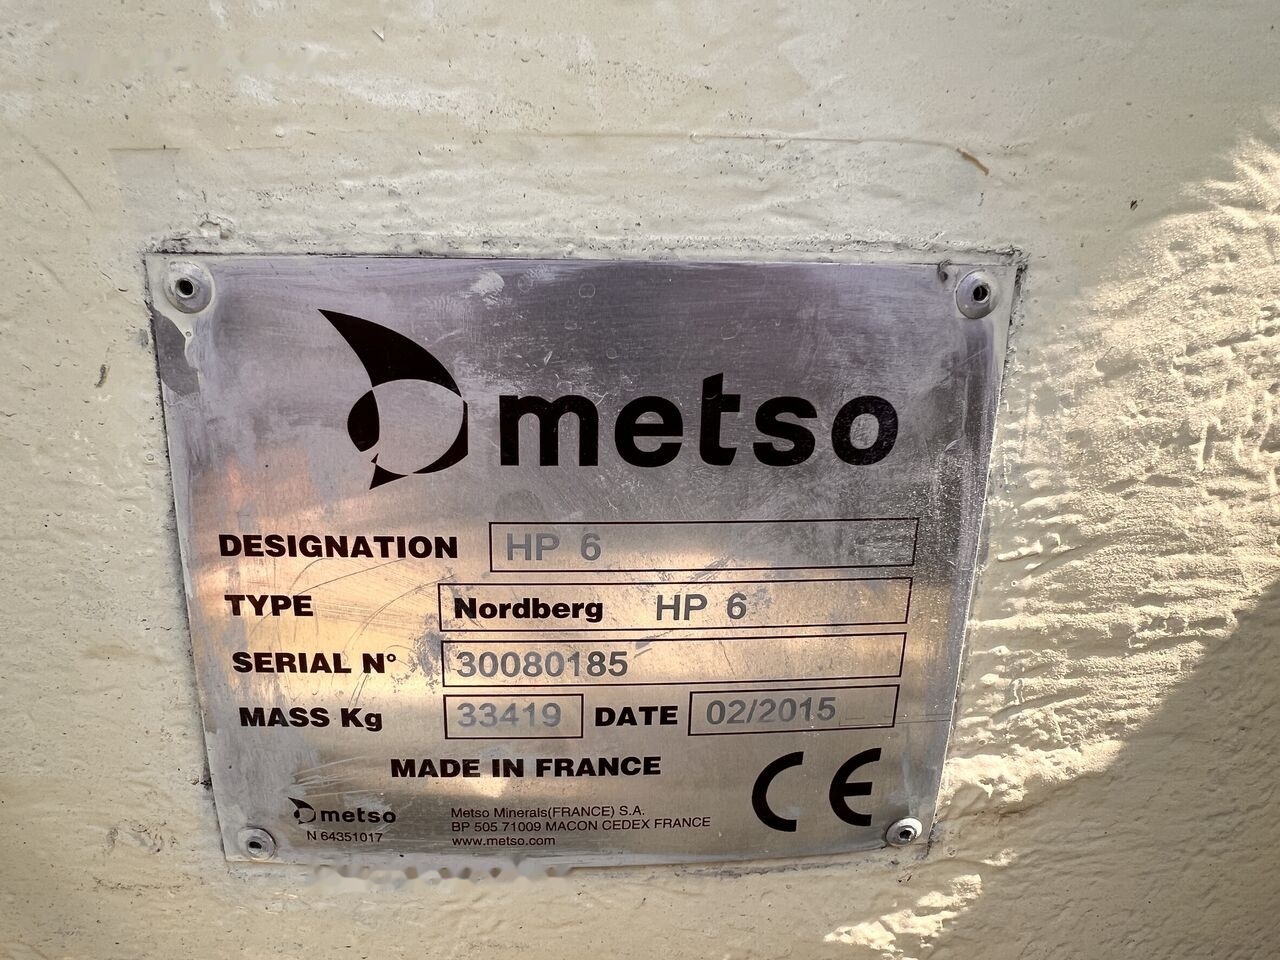 metso
DESIGNATION HP 6
TYPE Nordberg HP 6
SERIAL N° 30080185
MASS Kg 33419 DATE 02/2015
MADE IN FRANCE
CE
metso
N 64351017
Metso Minerals(FRANCE) S.A.
BP 505 71009 MACON CEDEX FRANCE
www.metso.com